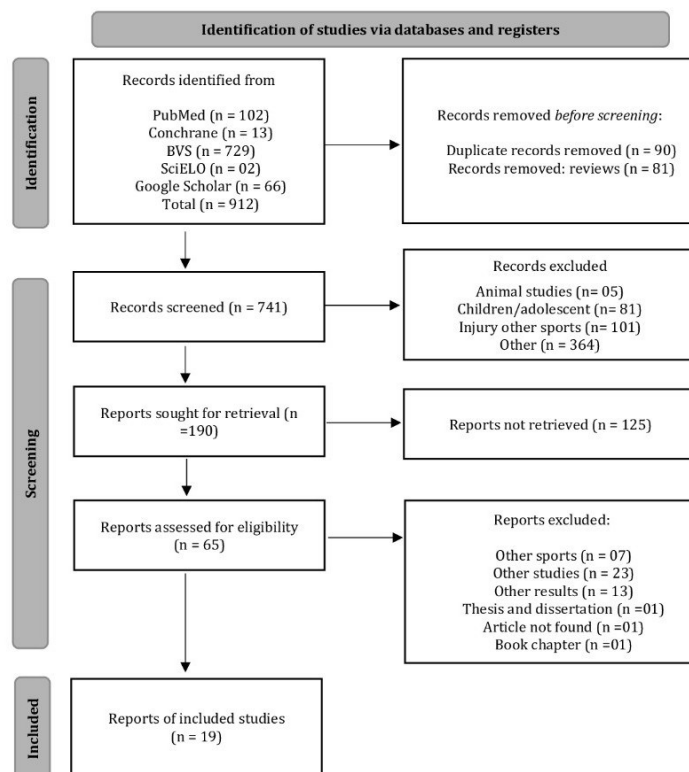 Identification of studies via databases and registers
Identification
Records identified from
PubMed (n = 102)
Conchrane (n = 13)
BVS (n = 729)
SciELO (n = 02)
Google Scholar (n = 66)
Total (n = 912)
Records removed before screening:
Duplicate records removed (n = 90)
Records removed: reviews (n = 81)
Screening
Records screened (n = 741)
Records excluded
Animal studies (n= 05)
Children/adolescent (n= 81)
Injury other sports (n= 101)
Other (n = 364)
Reports sought for retrieval (n
=190)
Reports not retrieved (n = 125)
Reports assessed for eligibility
(n = 65)
Reports excluded:
Other sports (n = 07)
Other studies (n = 23)
Other results (n = 13)
Thesis and dissertation (n =01)
Article not found (n =01)
Book chapter (n =01)
Included
Reports of included studies
(n = 19)